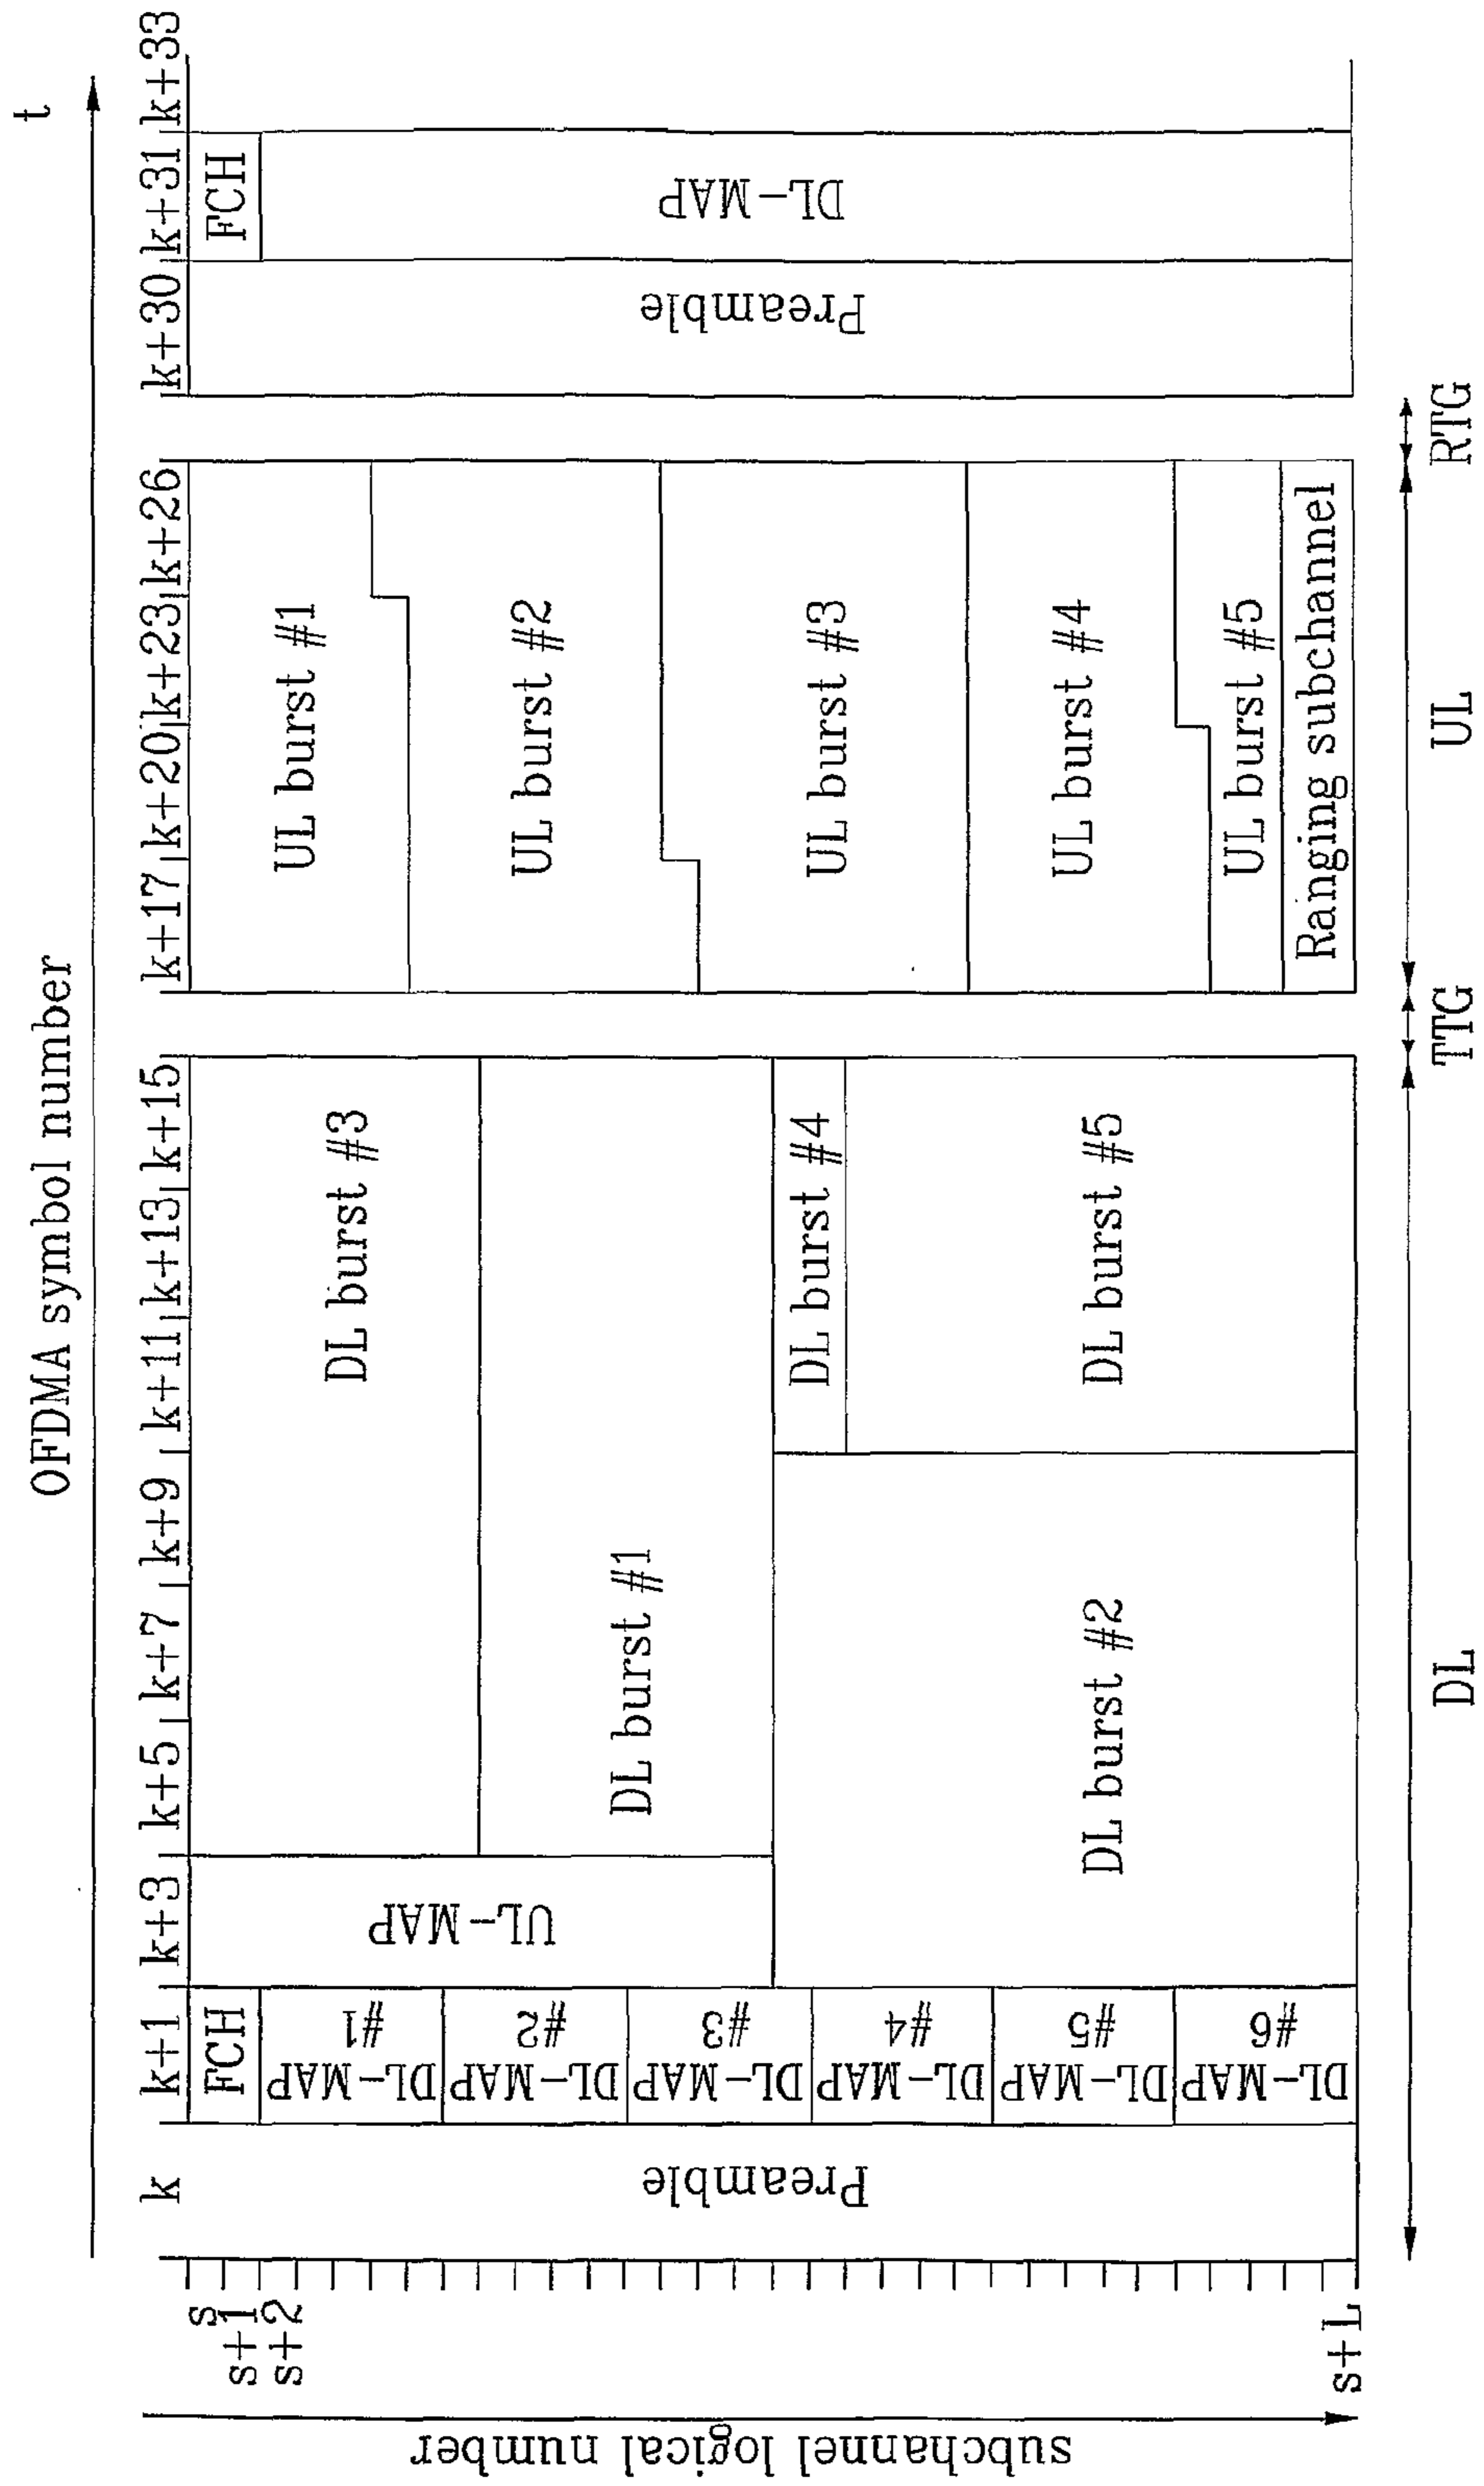 OFDMA symbol number
t
k
k+1
k+3
k+5
k+7
k+9
k+11
k+13
k+15
k+17
k+20
k+23
k+26
k+30
k+31
k+33
subchannel logical number
s
s+1
s+2
s+L
Preamble
FCH
DL-MAP
#1
DL-MAP
#2
DL-MAP
#3
DL-MAP
#4
DL-MAP
#5
DL-MAP
#6
UL-MAP
DL burst #3
DL burst #1
DL burst #2
DL burst #4
DL burst #5
UL burst #1
UL burst #2
UL burst #3
UL burst #4
UL burst #5
Ranging subchannel
Preamble
FCH
DL-MAP
DL
TTG
UL
RTG